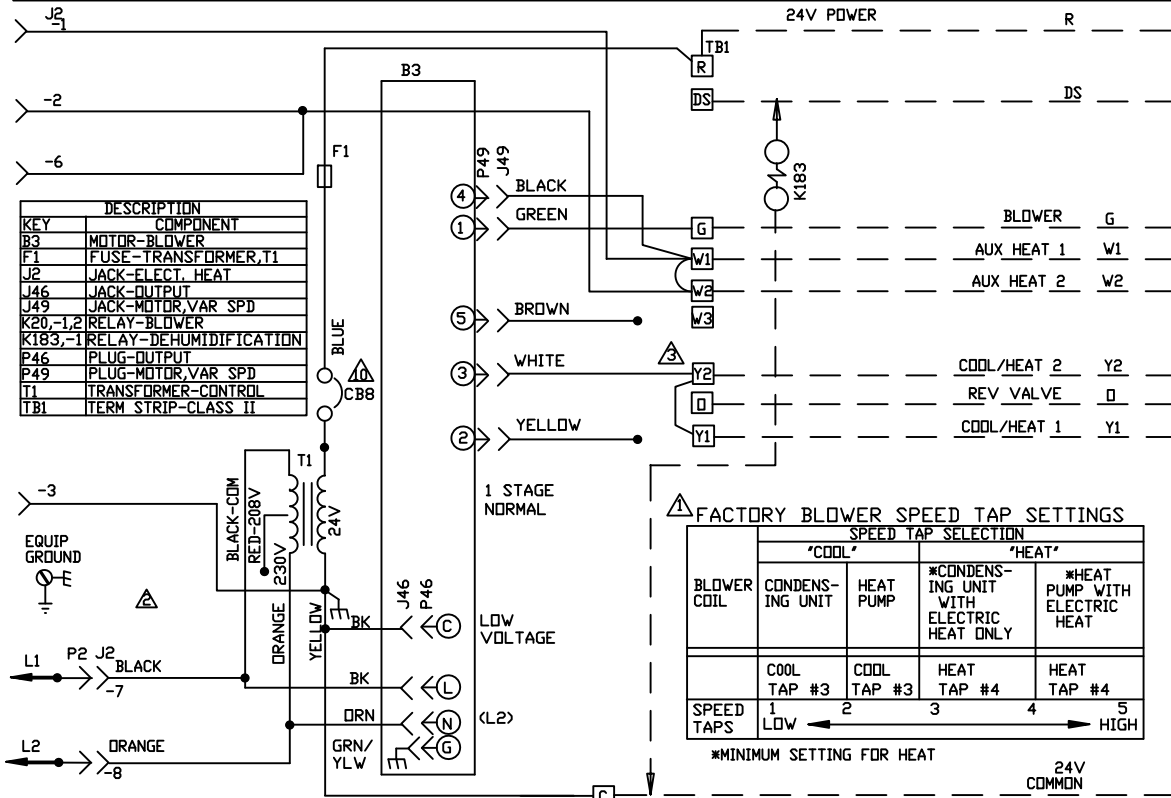 J2
-1
24V POWER
R
TB1
R
B3
-2
DS
DS
F1
P49
J49
K183
-6
4
BLACK
1
GREEN
G
BLOWER G
W1
AUX HEAT 1 W1
W2
AUX HEAT 2 W2
W3
DESCRIPTION
KEY COMPONENT
B3 MOTOR-BLOWER
F1 FUSE-TRANSFORMER,T1
J2 JACK-ELECT. HEAT
J46 JACK-OUTPUT
J49 JACK-MOTOR,VAR SPD
K20,-1,2 RELAY-BLOWER
K183,-1 RELAY-DEHUMIDIFICATION
P46 PLUG-OUTPUT
P49 PLUG-MOTOR,VAR SPD
T1 TRANSFORMER-CONTROL
TB1 TERM STRIP-CLASS II
BLUE
10
CB8
5
BROWN
3
WHITE
3
Y2
COOL/HEAT 2 Y2
O
REV VALVE O
2
YELLOW
Y1
COOL/HEAT 1 Y1
T1
BLACK-COM
RED-208V
230V
24V
1 STAGE
NORMAL
-3
EQUIP
GROUND
2
ORANGE
YELLOW
BK
J46
P46
C
LOW
VOLTAGE
L1
P2 J2
BLACK
-7
BK
L
ORN
N
(L2)
GRN/
YLW
G
L2
ORANGE
-8
C
1
FACTORY BLOWER SPEED TAP SETTINGS
SPEED TAP SELECTION
"COOL" "HEAT"
BLOWER
COIL
CONDENS-
ING UNIT
HEAT
PUMP
*CONDENS-
ING UNIT
WITH
ELECTRIC
HEAT ONLY
*HEAT
PUMP WITH
ELECTRIC
HEAT
COOL
TAP #3
COOL
TAP #3
HEAT
TAP #4
HEAT
TAP #4
SPEED
TAPS
1 2 3 4 5
LOW HIGH
*MINIMUM SETTING FOR HEAT
24V
COMMON